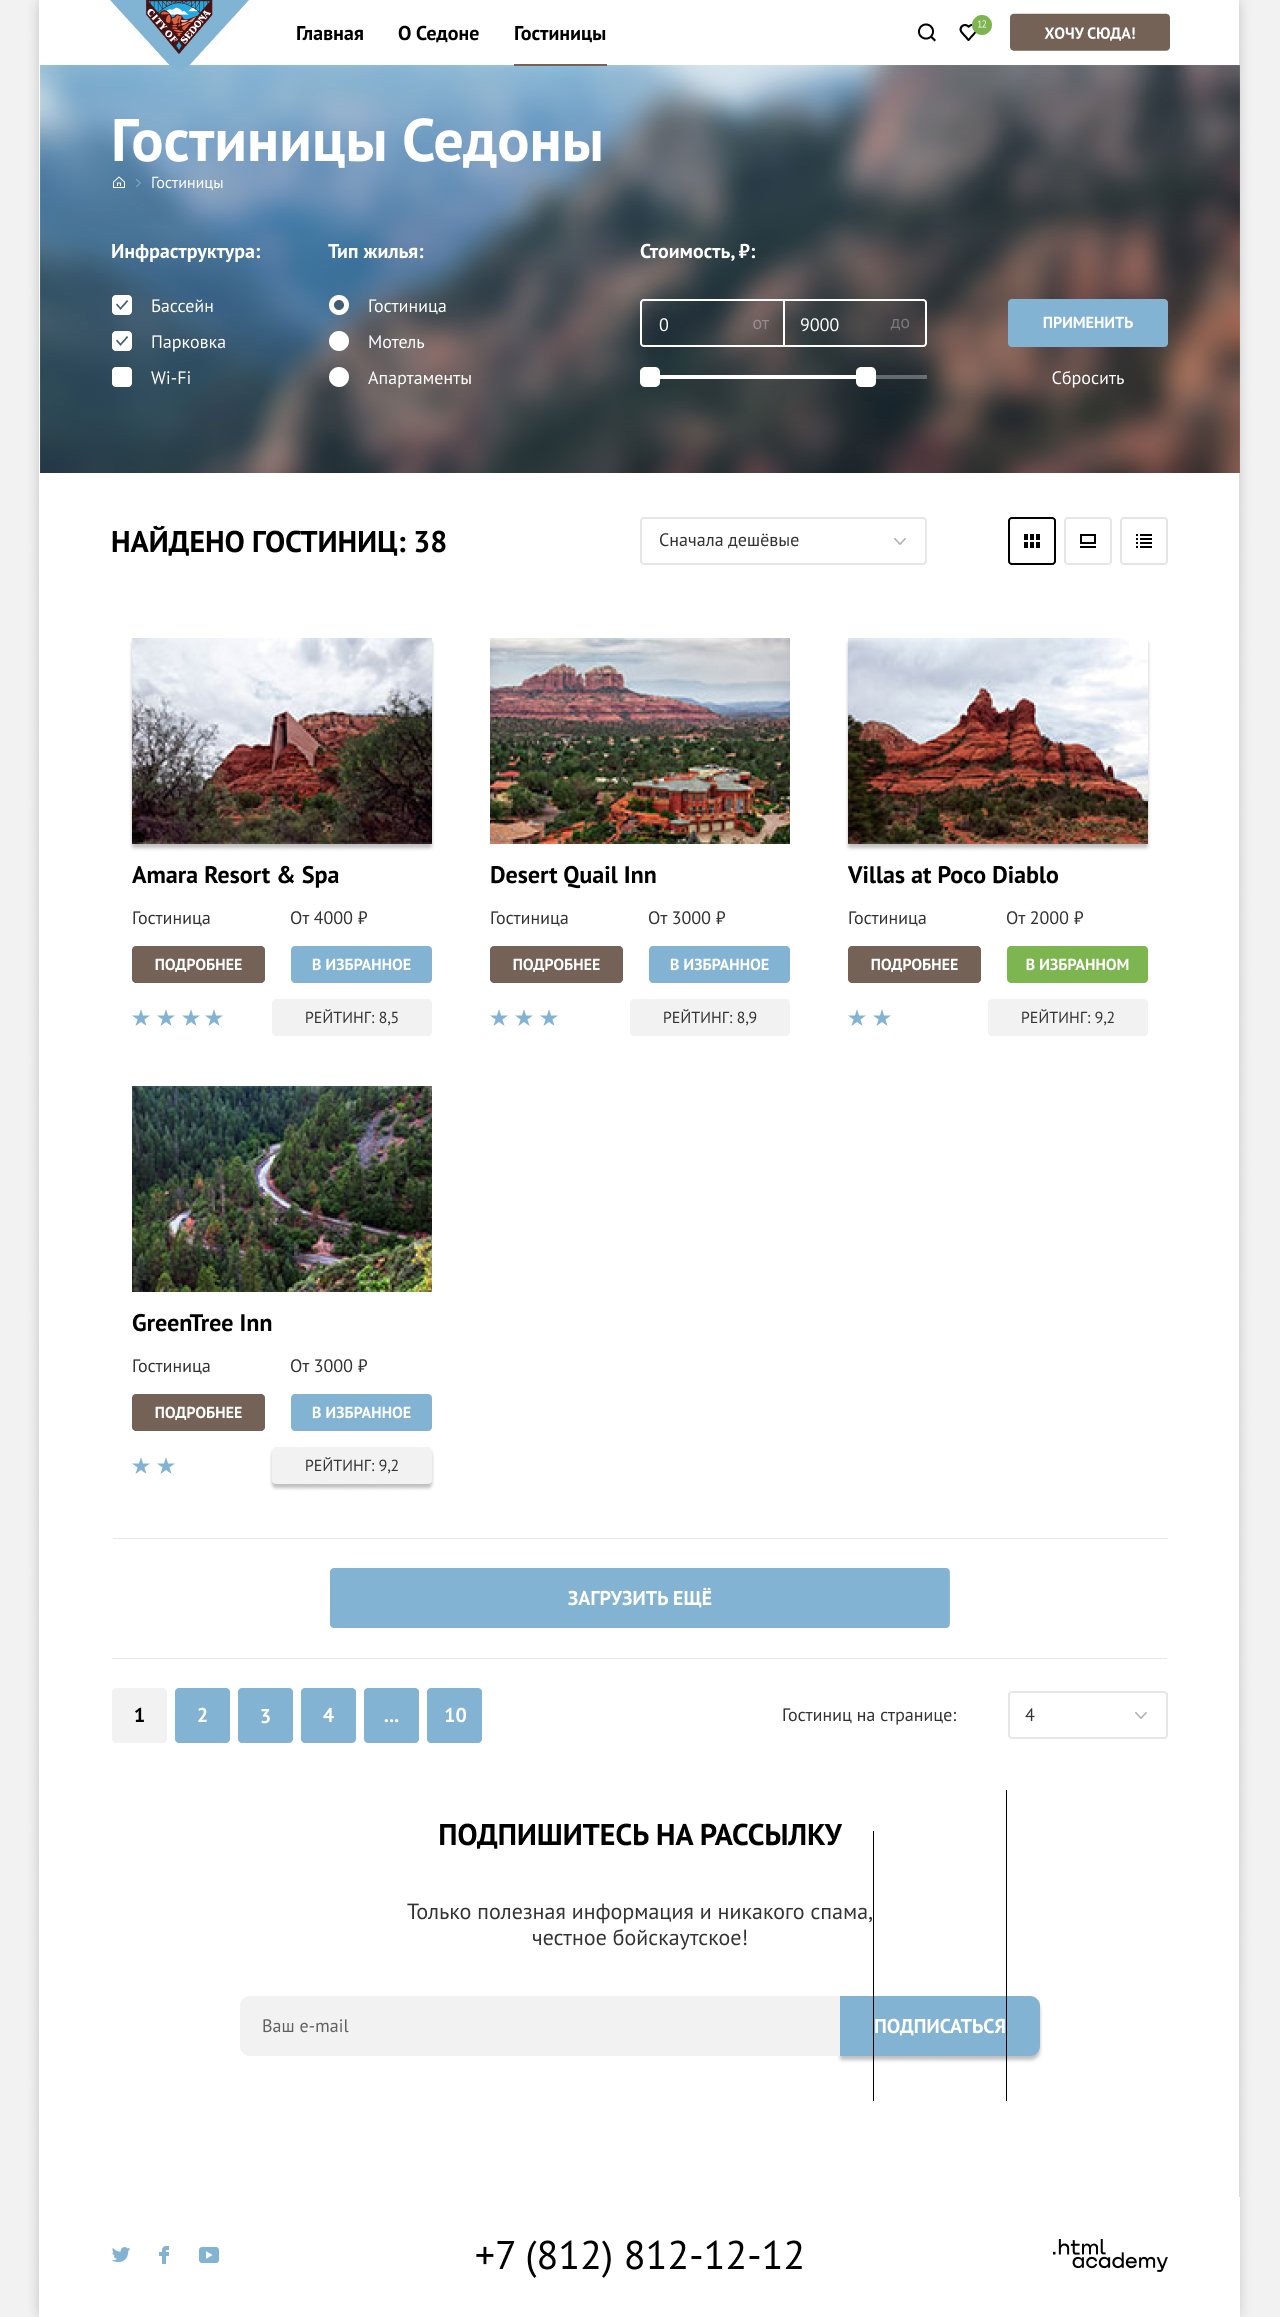 CITY OF SEDONA
Главная О Седоне Гостиницы 12 ХОЧУ СЮДА!
Гостиницы Седоны
Гостиницы
Инфраструктура: Тип жилья: Стоимость, ₽:
Бассейн Гостиница 0 от 9000 до ПРИМЕНИТЬ
Парковка Мотель
Wi-Fi Апартаменты Сбросить
НАЙДЕНО ГОСТИНИЦ: 38 Сначала дешёвые
Amara Resort & Spa Desert Quail Inn Villas at Poco Diablo
Гостиница От 4000 ₽ Гостиница От 3000 ₽ Гостиница От 2000 ₽
ПОДРОБНЕЕ В ИЗБРАННОЕ ПОДРОБНЕЕ В ИЗБРАННОЕ ПОДРОБНЕЕ В ИЗБРАННОМ
РЕЙТИНГ: 8,5 РЕЙТИНГ: 8,9 РЕЙТИНГ: 9,2
GreenTree Inn
Гостиница От 3000 ₽
ПОДРОБНЕЕ В ИЗБРАННОЕ
РЕЙТИНГ: 9,2
ЗАГРУЗИТЬ ЕЩЁ
1 2 3 4 ... 10 Гостиниц на странице: 4
ПОДПИШИТЕСЬ НА РАССЫЛКУ
Только полезная информация и никакого спама,
честное бойскаутское!
Ваш e-mail ПОДПИСАТЬСЯ
+7 (812) 812-12-12 .html
academy